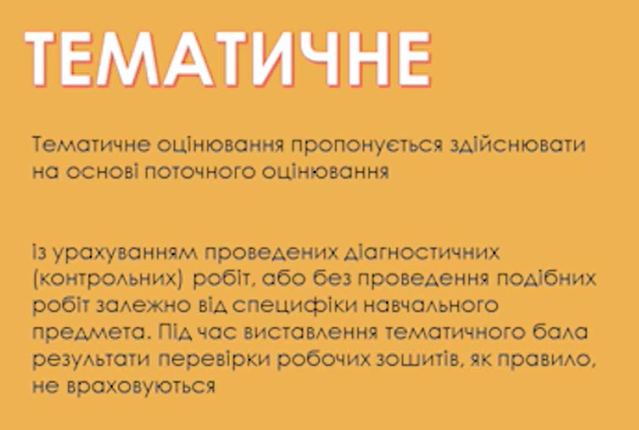 ТЕМАТИЧНЕ
Тематичне оцінювання пропонується здійснювати
на основі поточного оцінювання
із урахуванням проведених діагностичних
(контрольних) робіт, або без проведення подібних
робіт залежно від специфіки навчального
предмета. Під час виставлення тематичного бала
результати перевірки робочих зошитів, як правило,
не враховуються